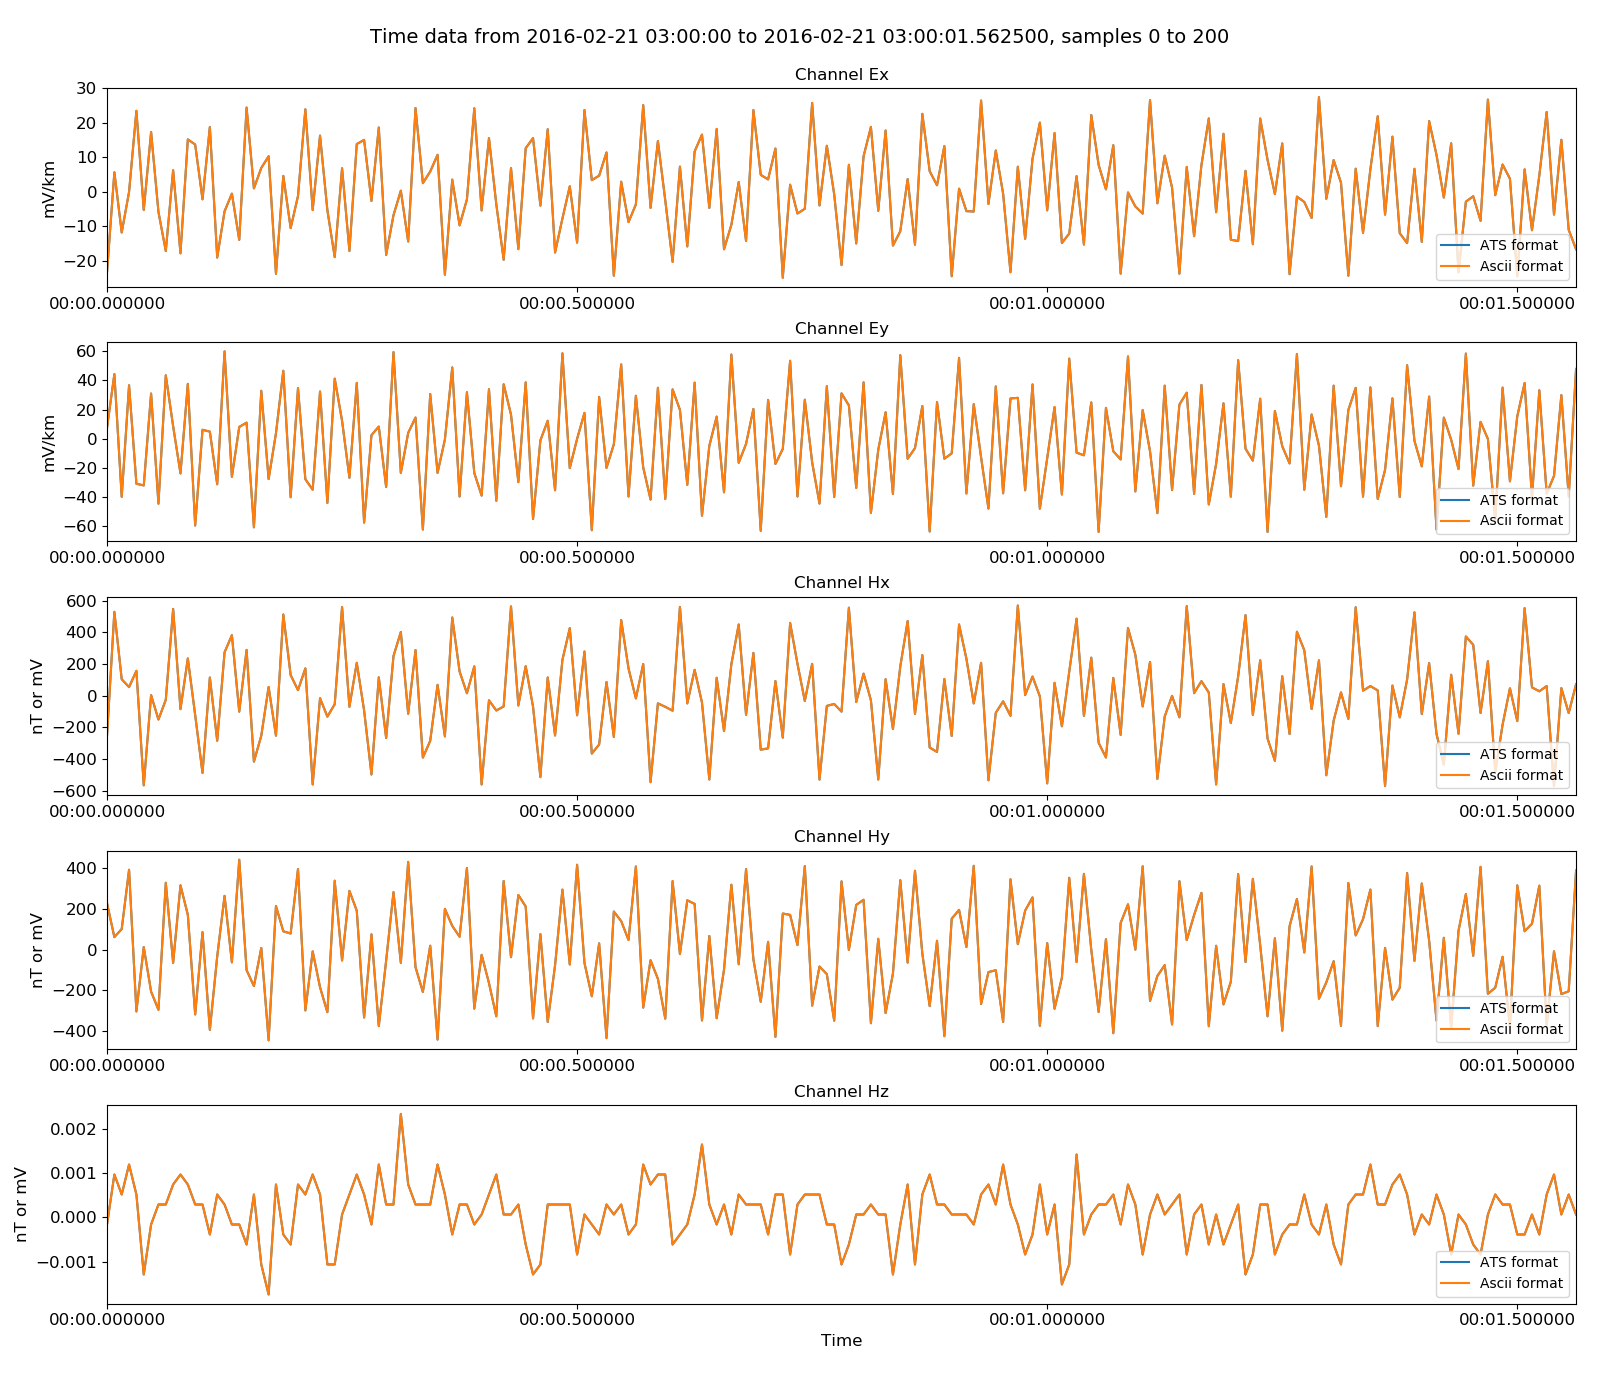 Time data from 2016-02-21 03:00:00 to 2016-02-21 03:00:01.562500, samples 0 to 200
Channel Ex
30
20
10
0
−10
−20
mV/km
ATS format
Ascii format
00:00.000000 00:00.500000 00:01.000000 00:01.500000
Channel Ey
60
40
20
0
−20
−40
−60
mV/km
ATS format
Ascii format
00:00.000000 00:00.500000 00:01.000000 00:01.500000
Channel Hx
600
400
200
0
−200
−400
−600
nT or mV
ATS format
Ascii format
00:00.000000 00:00.500000 00:01.000000 00:01.500000
Channel Hy
400
200
0
−200
−400
nT or mV
ATS format
Ascii format
00:00.000000 00:00.500000 00:01.000000 00:01.500000
Channel Hz
0.002
0.001
0.000
−0.001
nT or mV
ATS format
Ascii format
00:00.000000 00:00.500000 00:01.000000 00:01.500000
Time